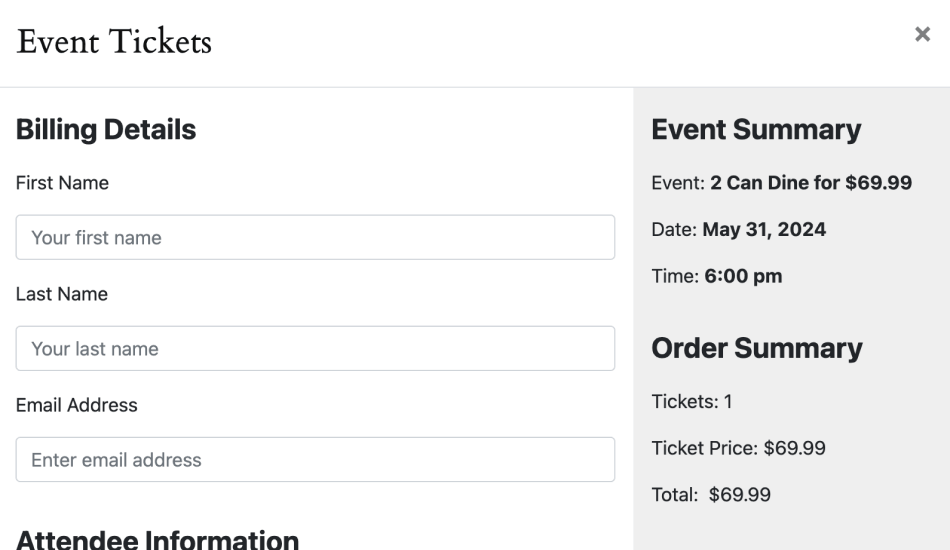 Event Tickets
×
Billing Details
First Name
Your first name
Last Name
Your last name
Email Address
Enter email address
Attendee Information
Event Summary
Event: 2 Can Dine for $69.99
Date: May 31, 2024
Time: 6:00 pm
Order Summary
Tickets: 1
Ticket Price: $69.99
Total: $69.99